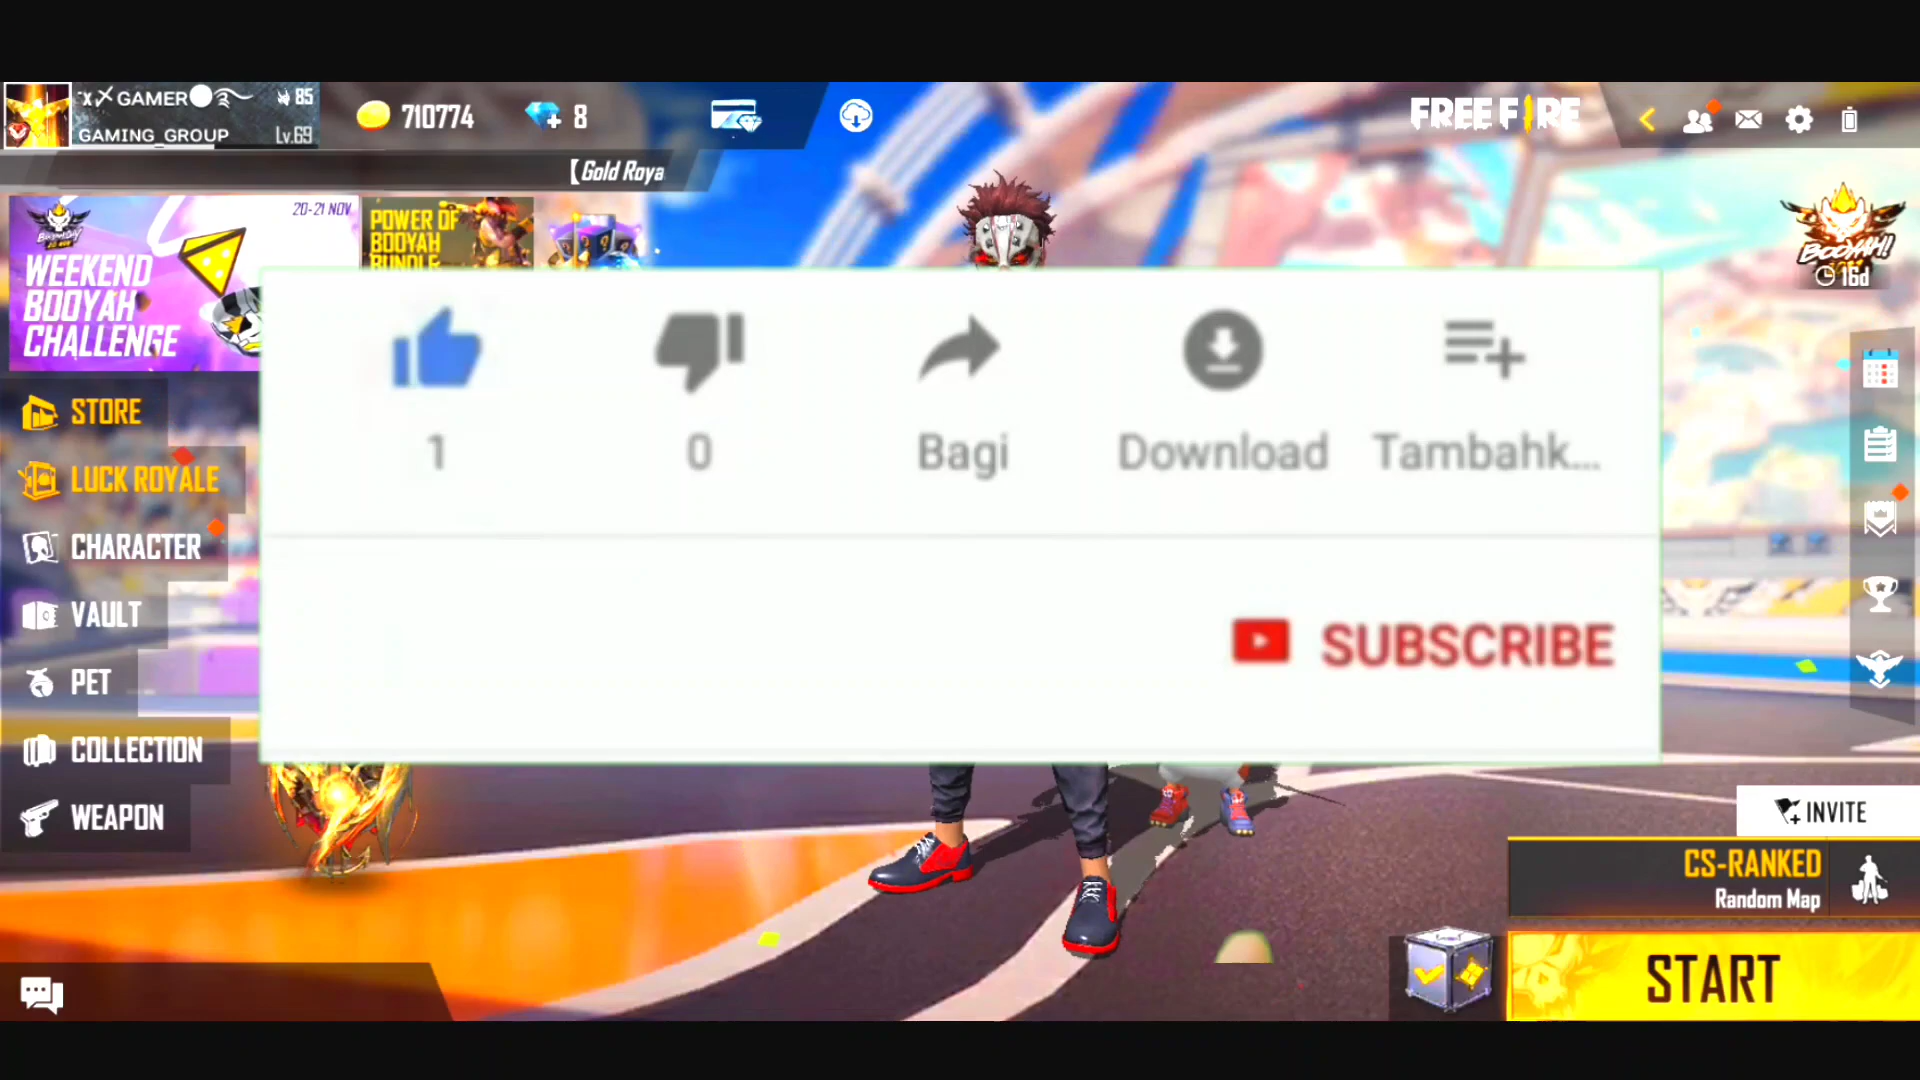 GAMER
85
GAMING_GROUP
Lv.69
710774
8
FREE FIRE
【Gold Roya
20-21 NOV
WEEKEND
BOOYAH
CHALLENGE
POWER OF
BOOYAH
BUNDLE
BOOYAH!
16d
STORE
LUCK ROYALE
CHARACTER
VAULT
PET
COLLECTION
WEAPON
1
0
Bagi
Download
Tambahk...
SUBSCRIBE
INVITE
CS-RANKED
Random Map
START